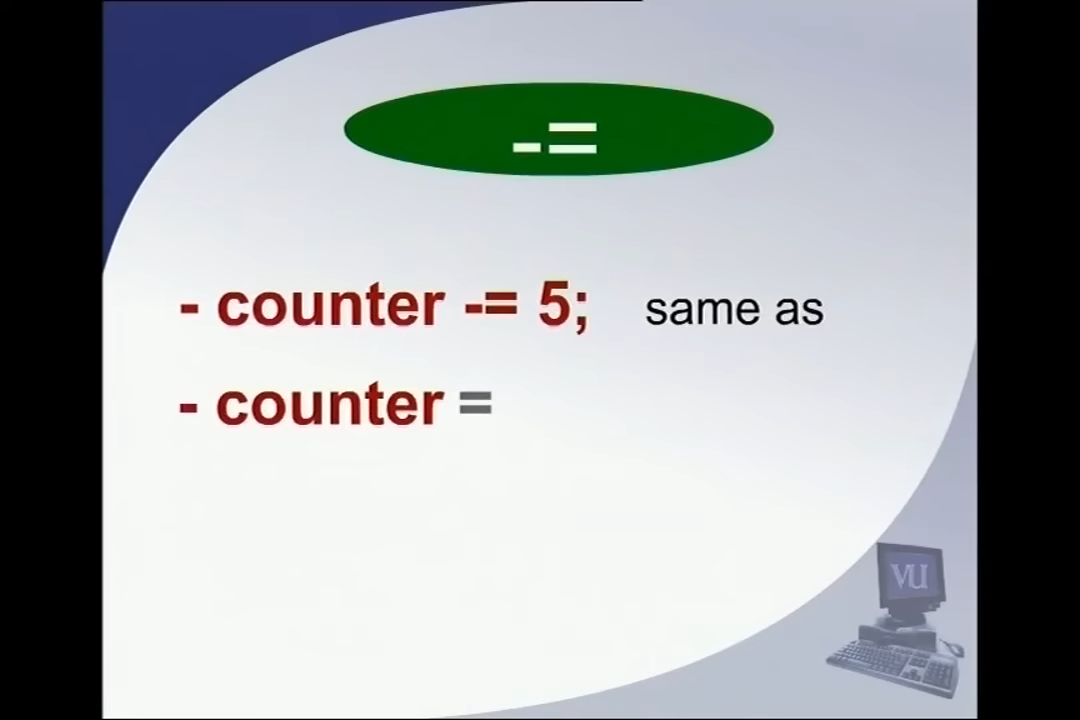 -=
- counter -= 5; same as
- counter =
VU